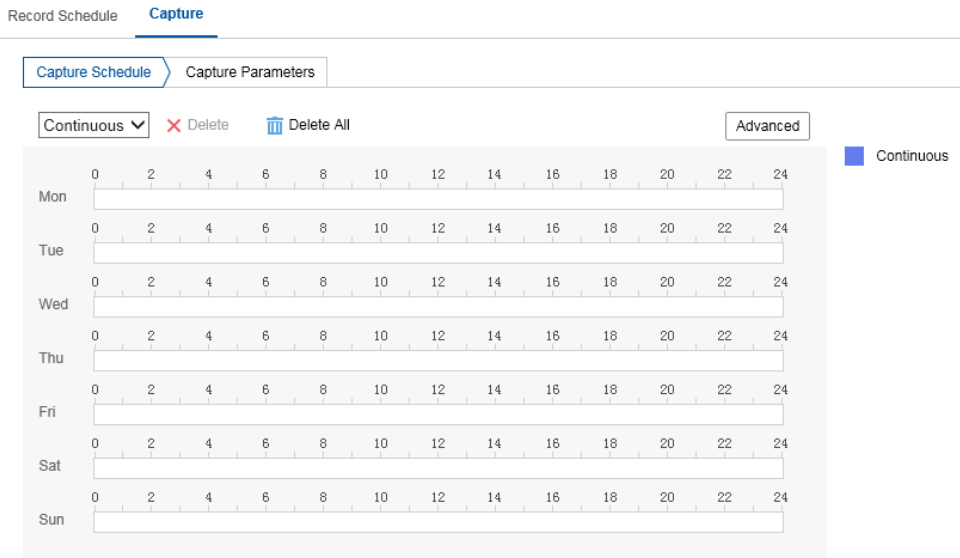 Record Schedule Capture
Capture Schedule Capture Parameters
Continuous Delete Delete All Advanced
Continuous
0 2 4 6 8 10 12 14 16 18 20 22 24
Mon
0 2 4 6 8 10 12 14 16 18 20 22 24
Tue
0 2 4 6 8 10 12 14 16 18 20 22 24
Wed
0 2 4 6 8 10 12 14 16 18 20 22 24
Thu
0 2 4 6 8 10 12 14 16 18 20 22 24
Fri
0 2 4 6 8 10 12 14 16 18 20 22 24
Sat
0 2 4 6 8 10 12 14 16 18 20 22 24
Sun